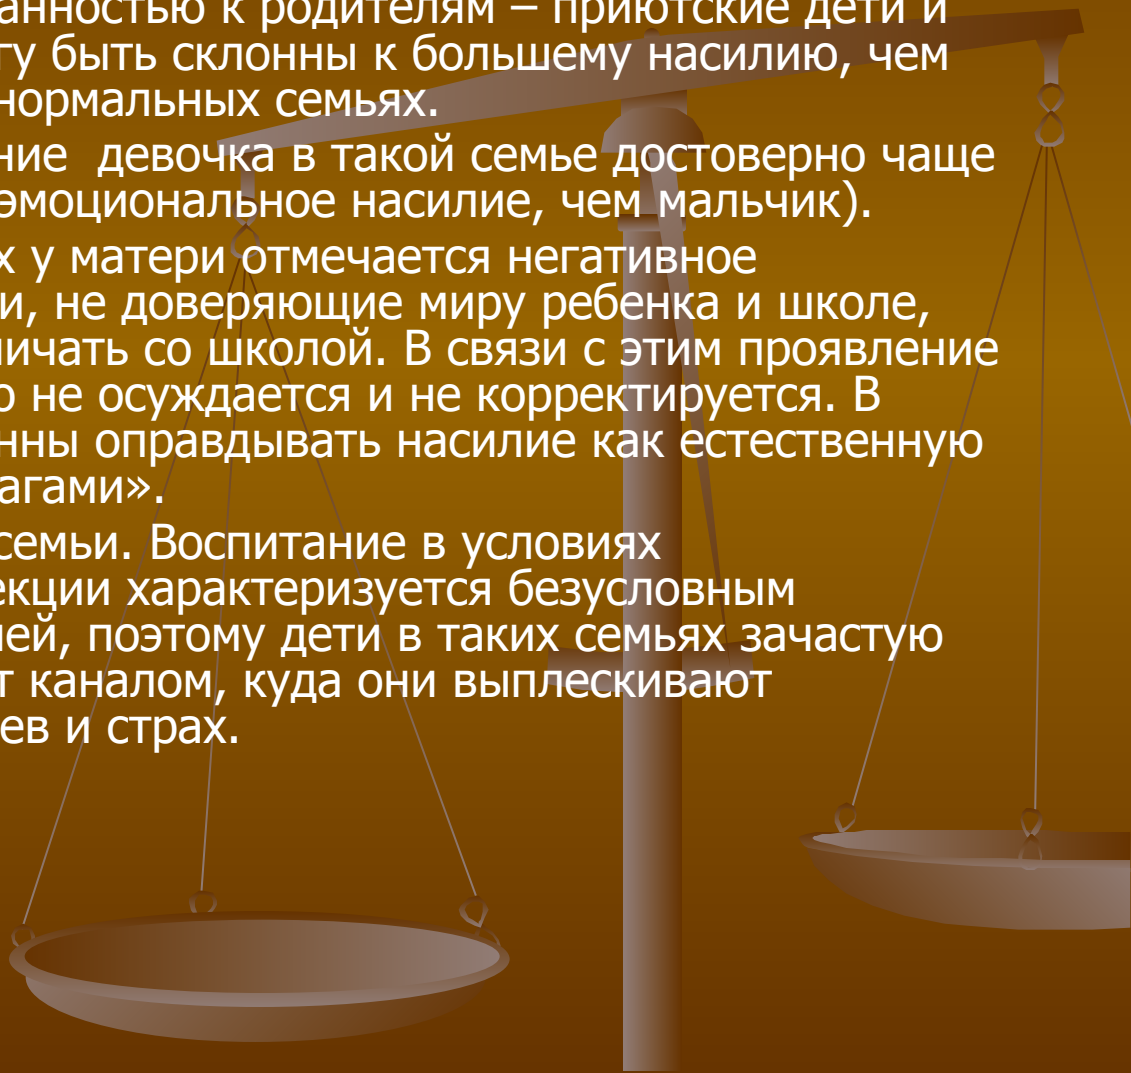 анностью к родителям – приютские дети и
гу быть склонны к большему насилию, чем
нормальных семьях.
ние девочка в такой семье достоверно чаще
эмоциональное насилие, чем мальчик).
х у матери отмечается негативное
и, не доверяющие миру ребенка и школе,
ничать со школой. В связи с этим проявление
о не осуждается и не корректируется. В
нны оправдывать насилие как естественную
агами».
семьи. Воспитание в условиях
екции характеризуется безусловным
лей, поэтому дети в таких семьях зачастую
т каналом, куда они выплескивают
ев и страх.